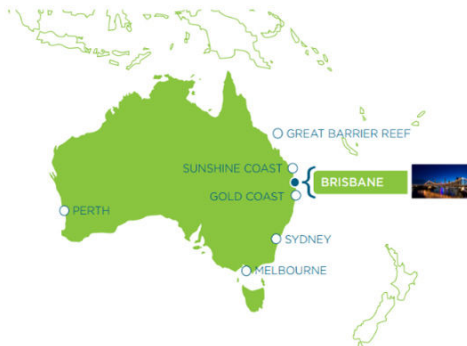 GREAT BARRIER REEF
SUNSHINE COAST
BRISBANE
GOLD COAST
PERTH
SYDNEY
MELBOURNE